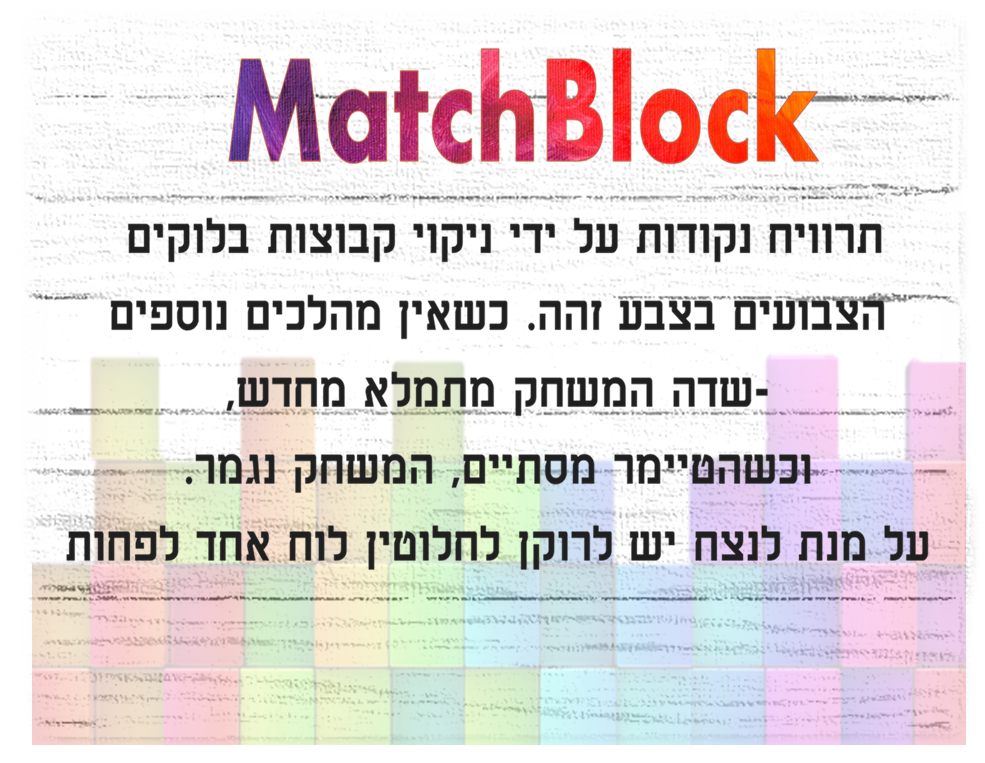 MatchBlock
תרוויח נקודות על ידי ניקוי קבוצות בלוקים
הצבועים בצבע זהה. כשאין מהלכים נוספים
-שדה המשחק מתמלא מחדש,
וכשהטיימר מסתיים, המשחק נגמר.
על מנת לנצח יש לרוקן לחלוטין לוח אחד לפחות